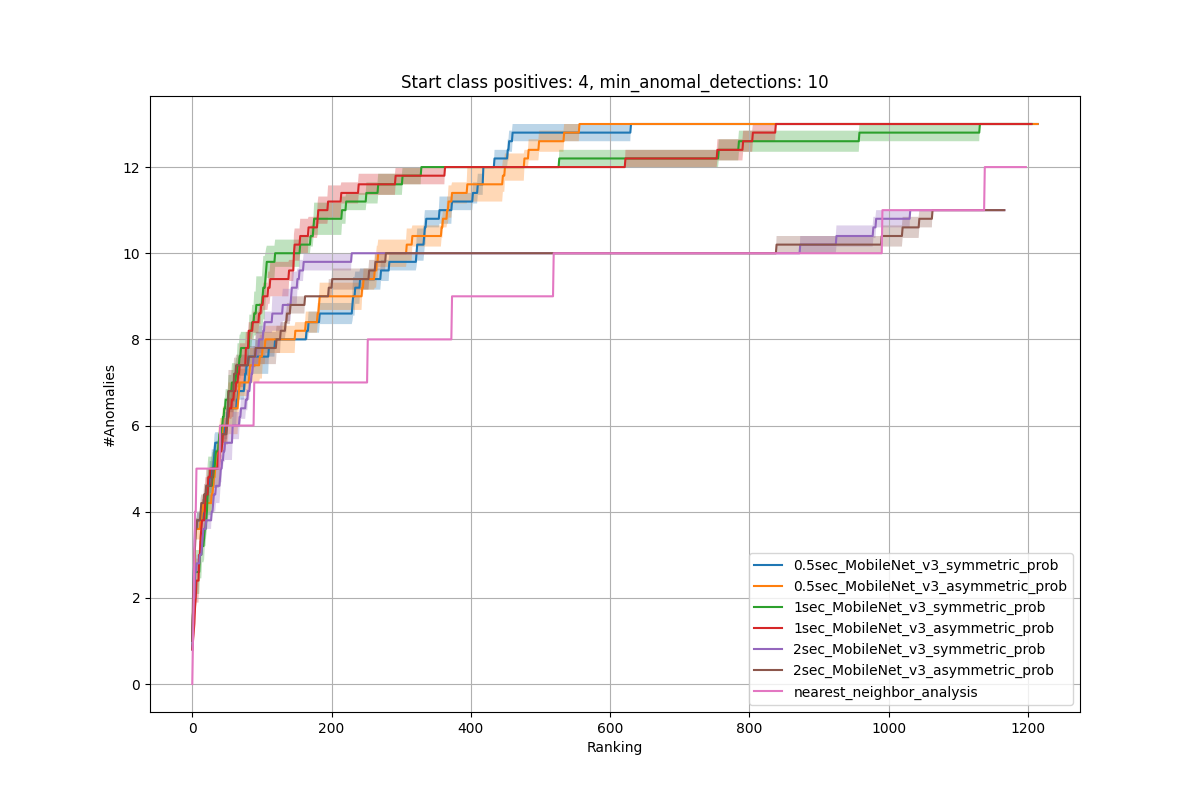 Start class positives: 4, min_anomal_detections: 10
#Anomalies
12
10
8
6
4
2
0
0
200
400
600
800
1000
1200
Ranking
0.5sec_MobileNet_v3_symmetric_prob
0.5sec_MobileNet_v3_asymmetric_prob
1sec_MobileNet_v3_symmetric_prob
1sec_MobileNet_v3_asymmetric_prob
2sec_MobileNet_v3_symmetric_prob
2sec_MobileNet_v3_asymmetric_prob
nearest_neighbor_analysis